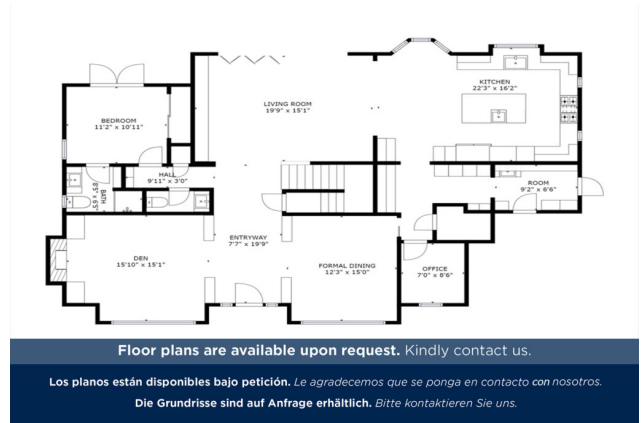 KITCHEN
22'3" x 16'2"
LIVING ROOM
19'9" x 15'1"
BEDROOM
11'2" x 10'11"
HALL
9'11" x 3'0"
BATH
8'5" x 6'5"
ROOM
9'2" x 6'6"
ENTRYWAY
7'7" x 19'9"
DEN
15'10" x 15'1"
FORMAL DINING
12'3" x 15'0"
OFFICE
7'0" x 8'6"
Floor plans are available upon request. Kindly contact us.
Los planos están disponibles bajo petición. Le agradecemos que se ponga en contacto con nosotros.
Die Grundrisse sind auf Anfrage erhältlich. Bitte kontaktieren Sie uns.